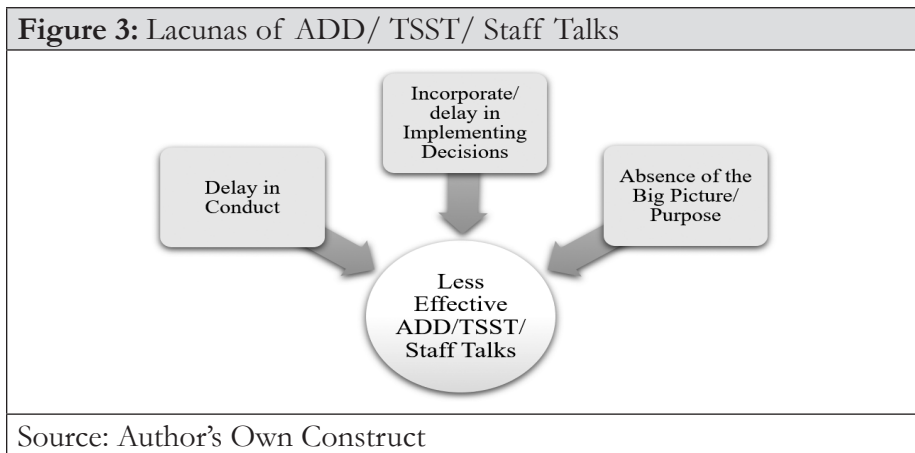 Figure 3: Lacunas of ADD/ TSST/ Staff Talks
Delay in
Conduct
Incorporate/
delay in
Implementing
Decisions
Absence of the
Big Picture/
Purpose
Less
Effective
ADD/TSST/
Staff Talks
Source: Author's Own Construct